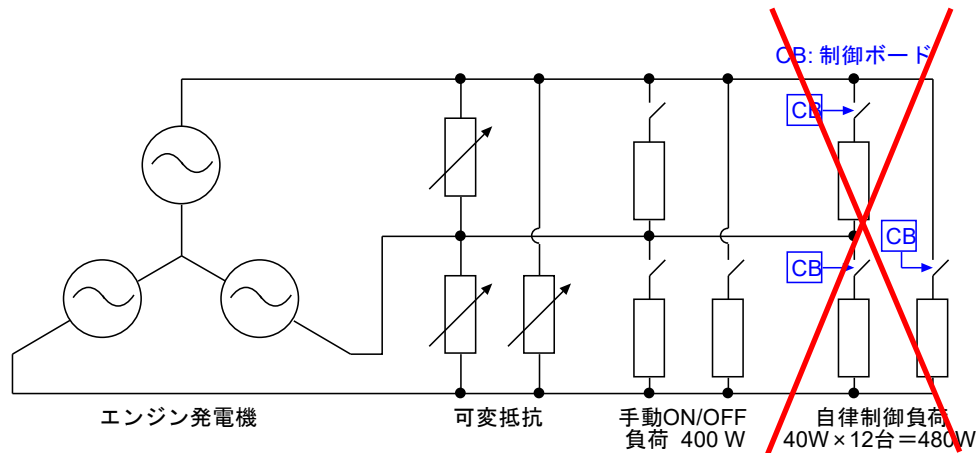 CB: 制御ボード
CB
CB
CB
エンジン発電機
可変抵抗
手動ON/OFF
負荷 400 W
自律制御負荷
40W×12台＝480W